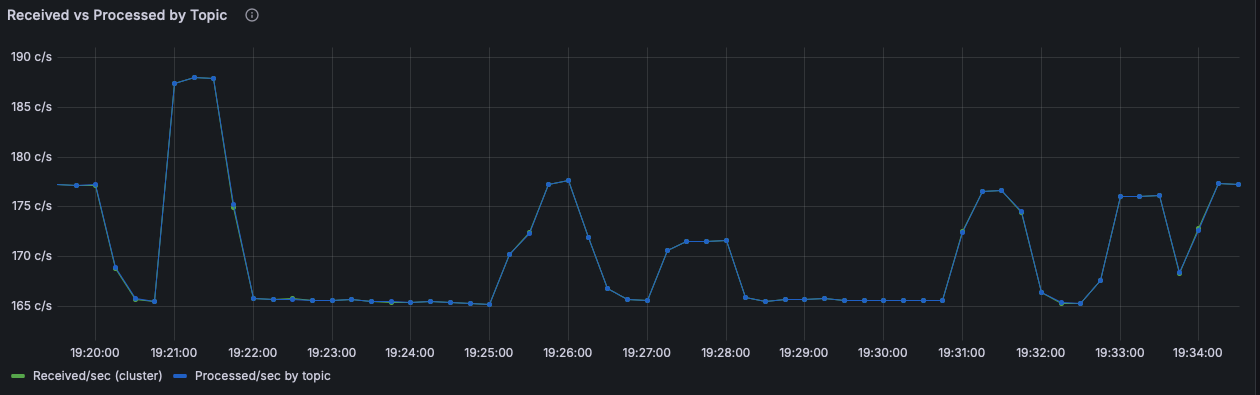 Received vs Processed by Topic
190 c/s
185 c/s
180 c/s
175 c/s
170 c/s
165 c/s
19:20:00 19:21:00 19:22:00 19:23:00 19:24:00 19:25:00 19:26:00 19:27:00 19:28:00 19:29:00 19:30:00 19:31:00 19:32:00 19:33:00 19:34:00
Received/sec (cluster) Processed/sec by topic